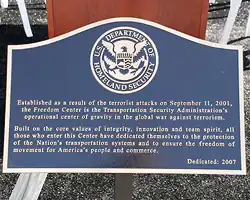 U.S. DEPARTMENT OF
HOMELAND SECURITY
Established as a result of the terrorist attacks on September 11, 2001,
the Freedom Center is the Transportation Security Administration's
operational center of gravity in the global war against terrorism.
Built on the core values of integrity, innovation and team spirit, all
those who enter this Center have dedicated themselves to the protection
of the Nation's transportation systems and to ensure the freedom of
movement for America's people and commerce.
Dedicated: 2007